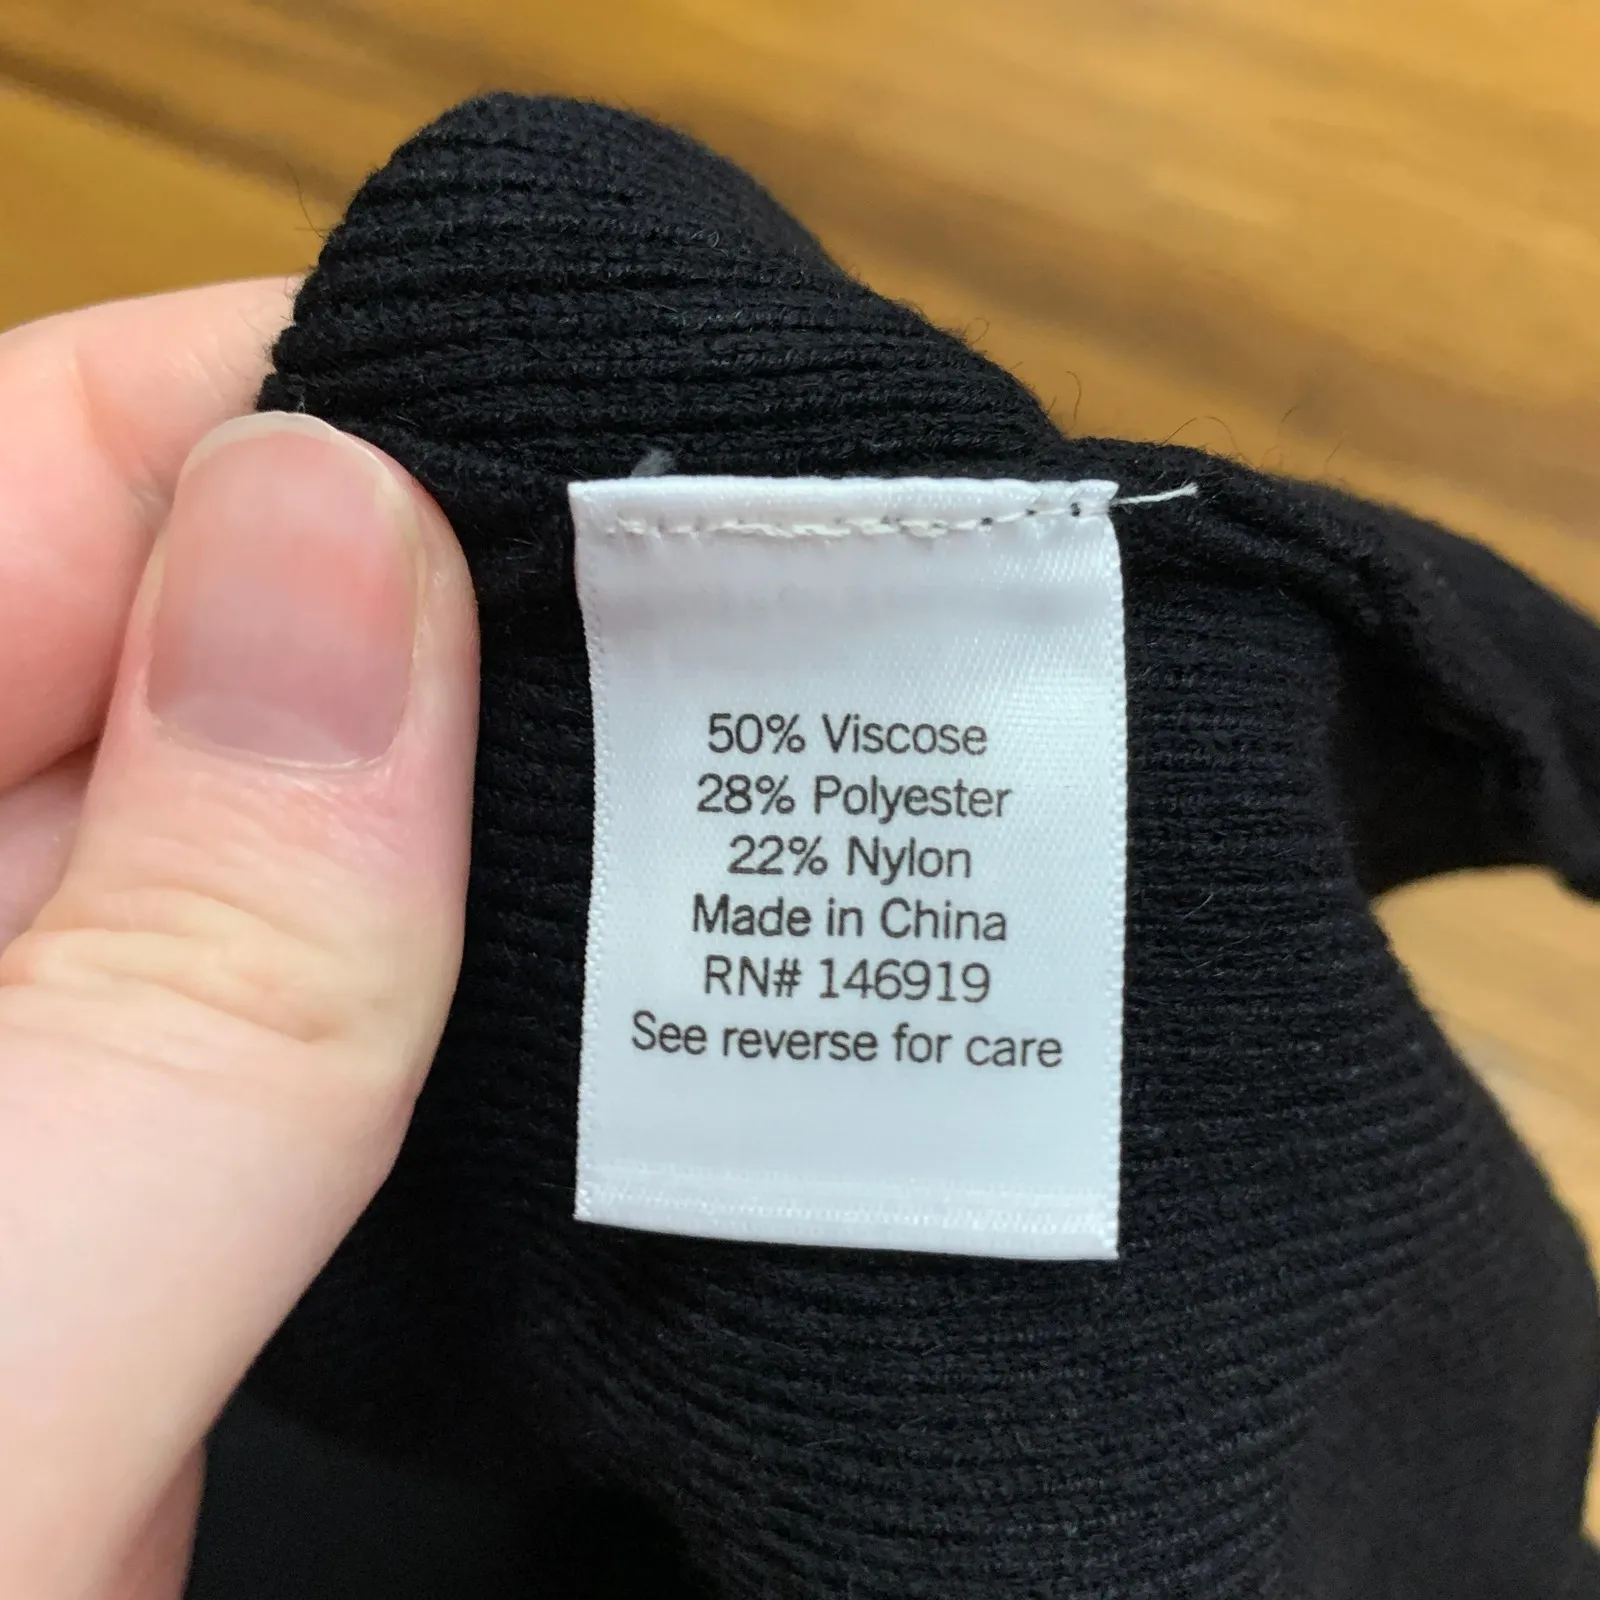 50% Viscose
28% Polyester
22% Nylon
Made in China
RN# 146919
See reverse for care